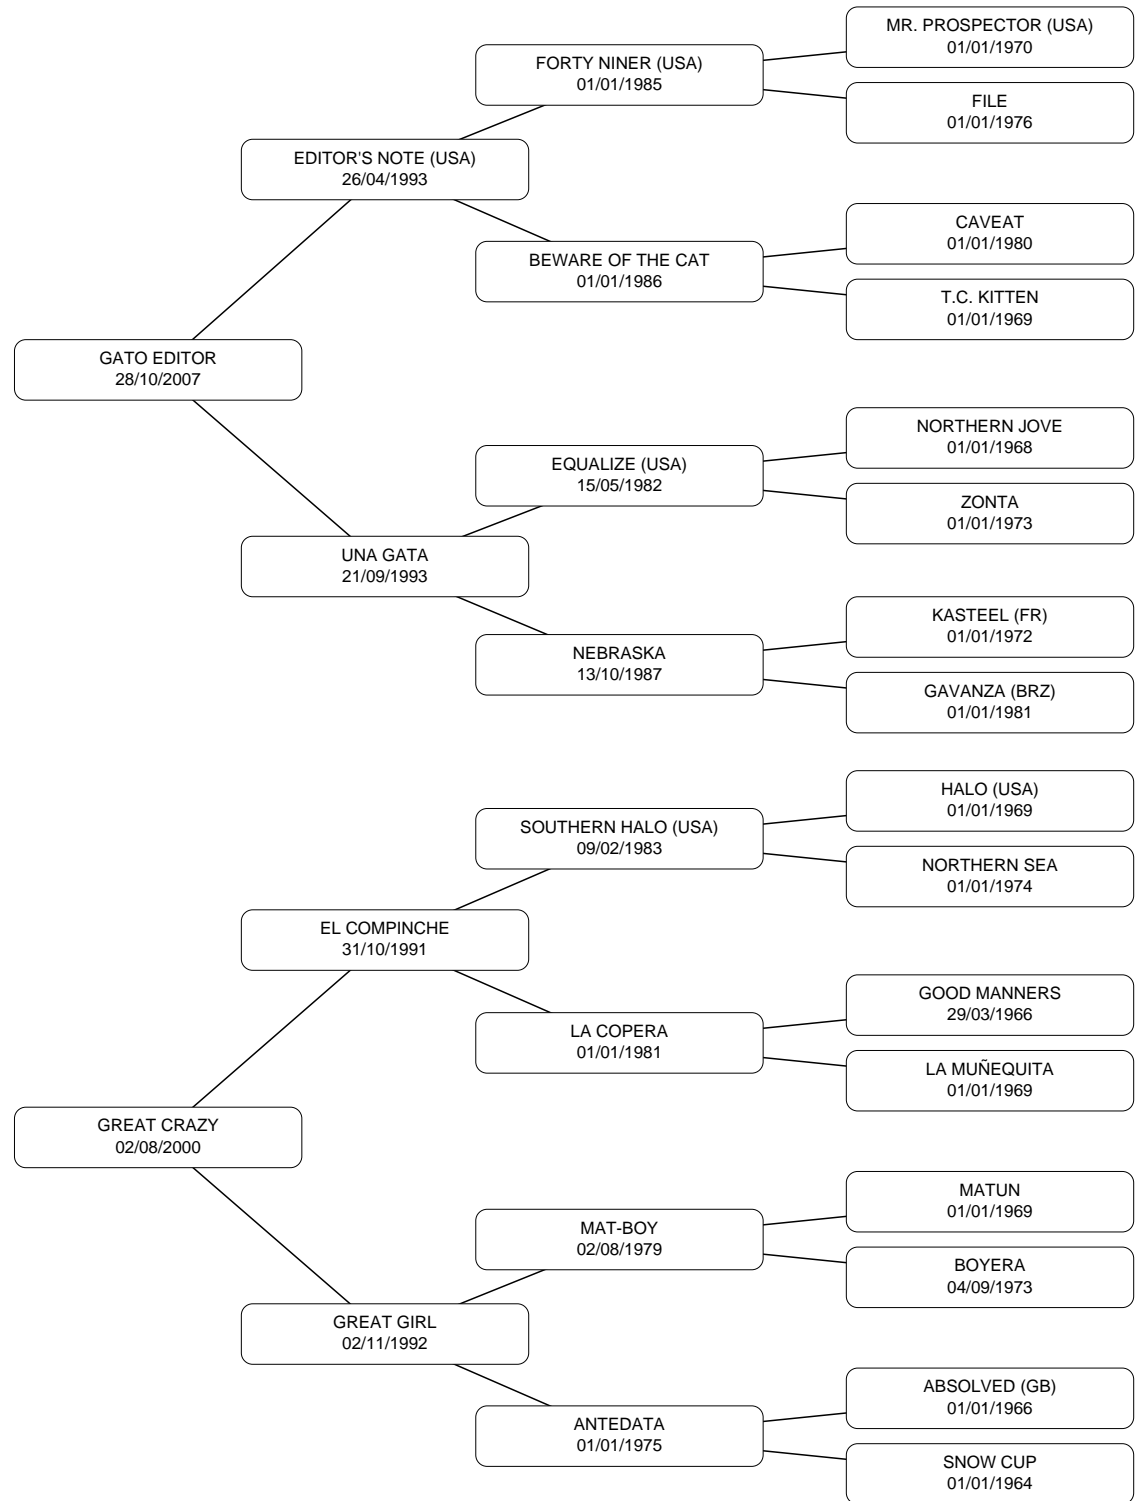 MR. PROSPECTOR (USA)
01/01/1970
FORTY NINER (USA)
01/01/1985
FILE
01/01/1976
EDITOR'S NOTE (USA)
26/04/1993
CAVEAT
01/01/1980
BEWARE OF THE CAT
01/01/1986
T.C. KITTEN
01/01/1969
GATO EDITOR
28/10/2007
NORTHERN JOVE
01/01/1968
EQUALIZE (USA)
15/05/1982
ZONTA
01/01/1973
UNA GATA
21/09/1993
KASTEEL (FR)
01/01/1972
NEBRASKA
13/10/1987
GAVANZA (BRZ)
01/01/1981
HALO (USA)
01/01/1969
SOUTHERN HALO (USA)
09/02/1983
NORTHERN SEA
01/01/1974
EL COMPINCHE
31/10/1991
GOOD MANNERS
29/03/1966
LA COPERA
01/01/1981
LA MUÑEQUITA
01/01/1969
GREAT CRAZY
02/08/2000
MATUN
01/01/1969
MAT-BOY
02/08/1979
BOYERA
04/09/1973
GREAT GIRL
02/11/1992
ABSOLVED (GB)
01/01/1966
ANTEDATA
01/01/1975
SNOW CUP
01/01/1964